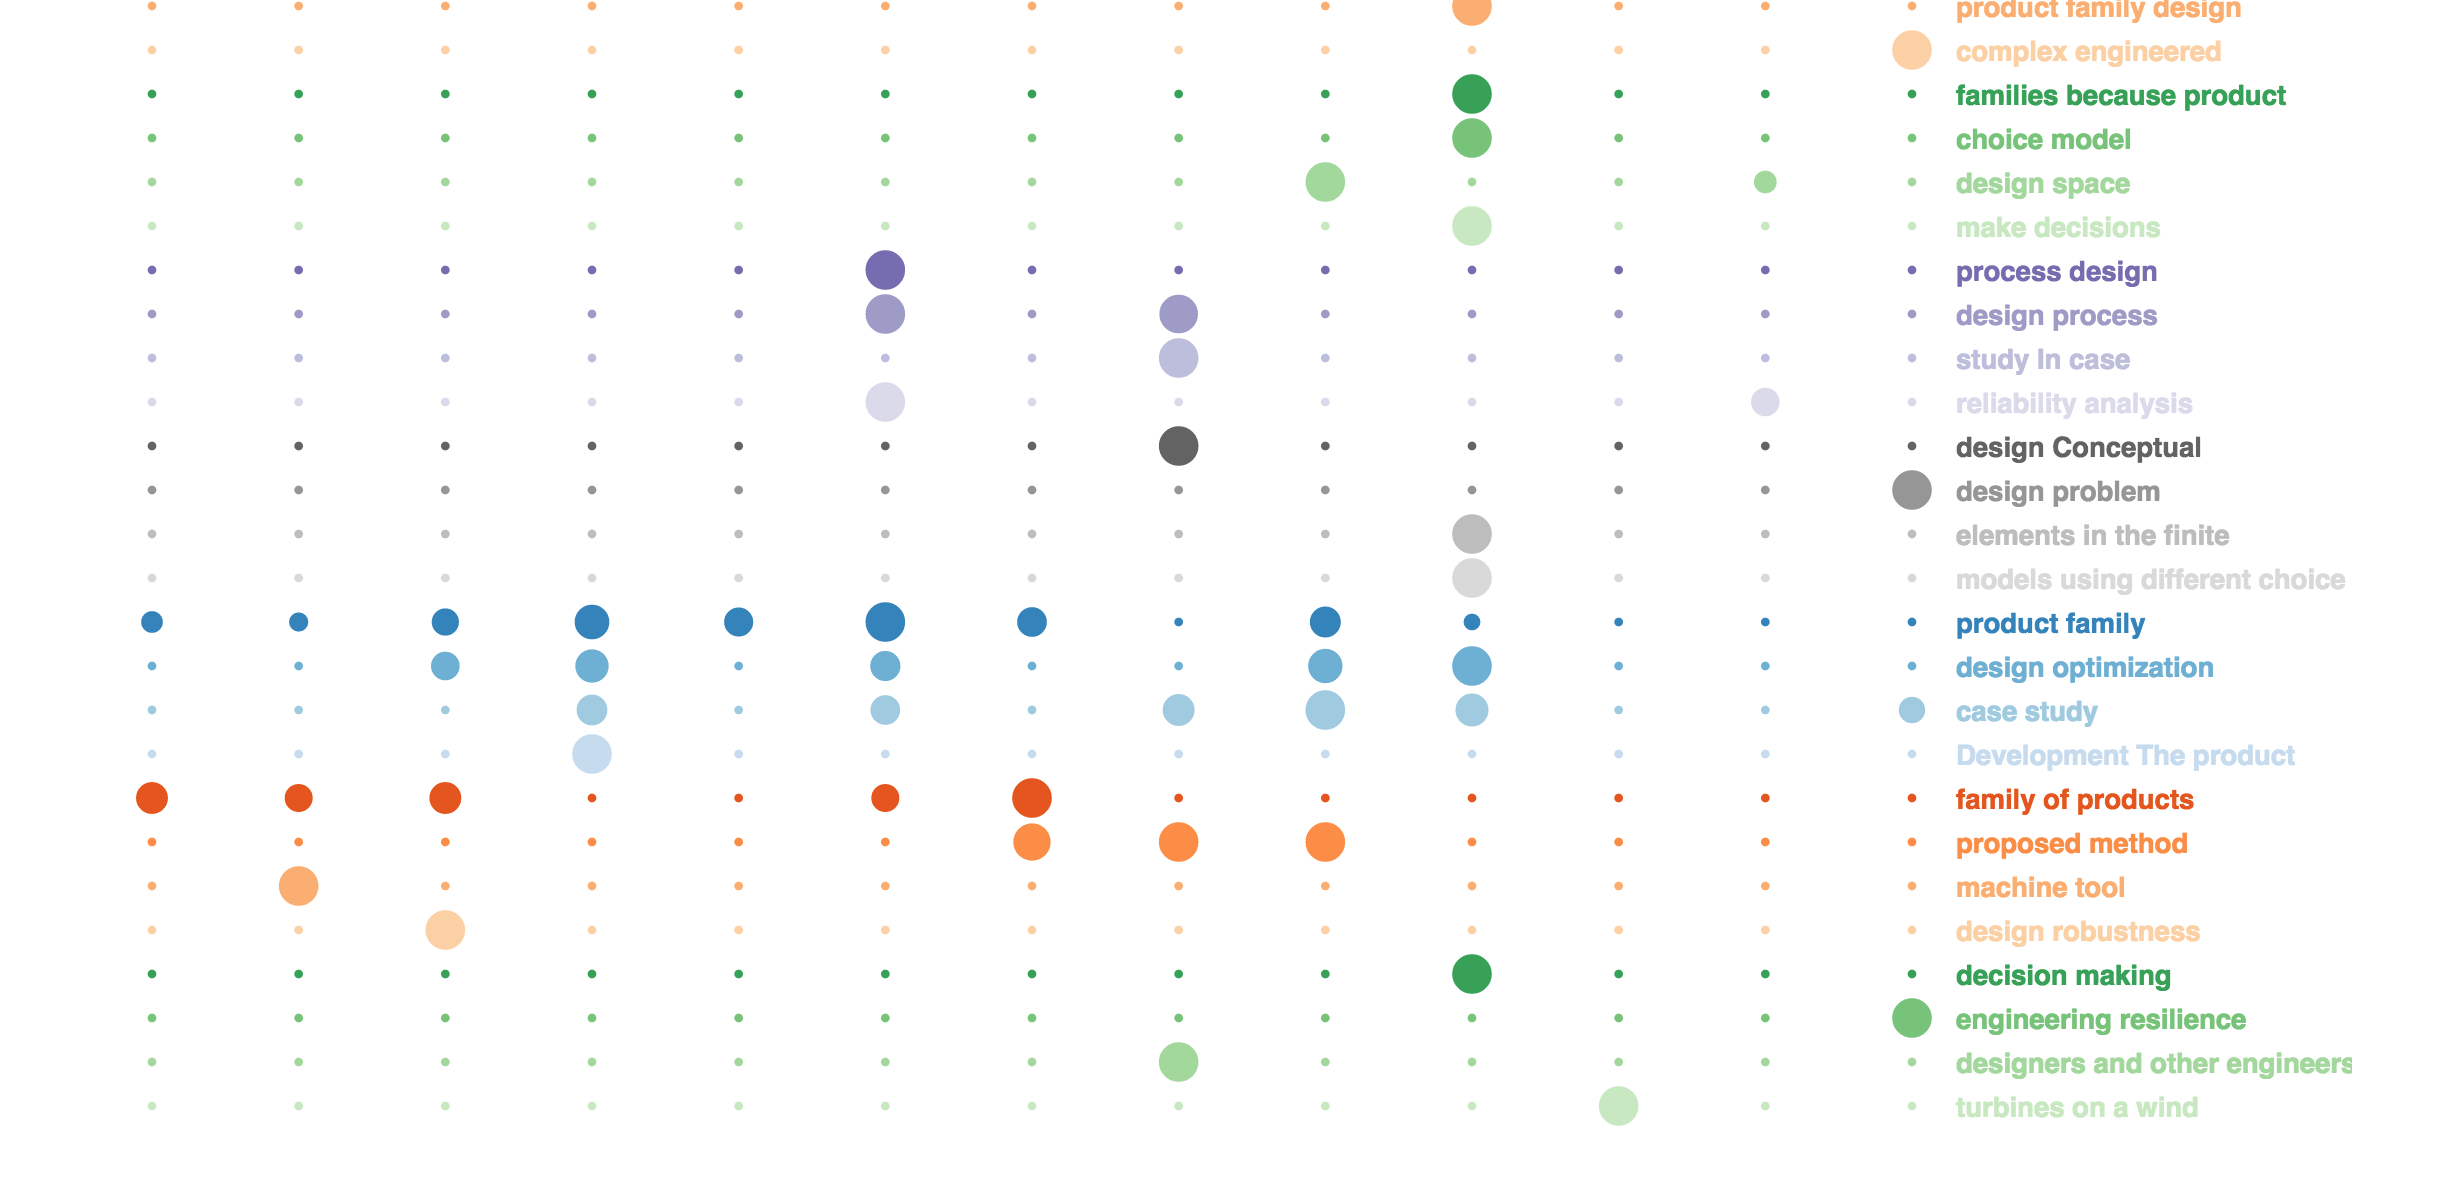 product family design
complex engineered
families because product
choice model
design space
make decisions
process design
design process
study In case
reliability analysis
design Conceptual
design problem
elements in the finite
models using different choice
product family
design optimization
case study
Development The product
family of products
proposed method
machine tool
design robustness
decision making
engineering resilience
designers and other engineers
turbines on a wind